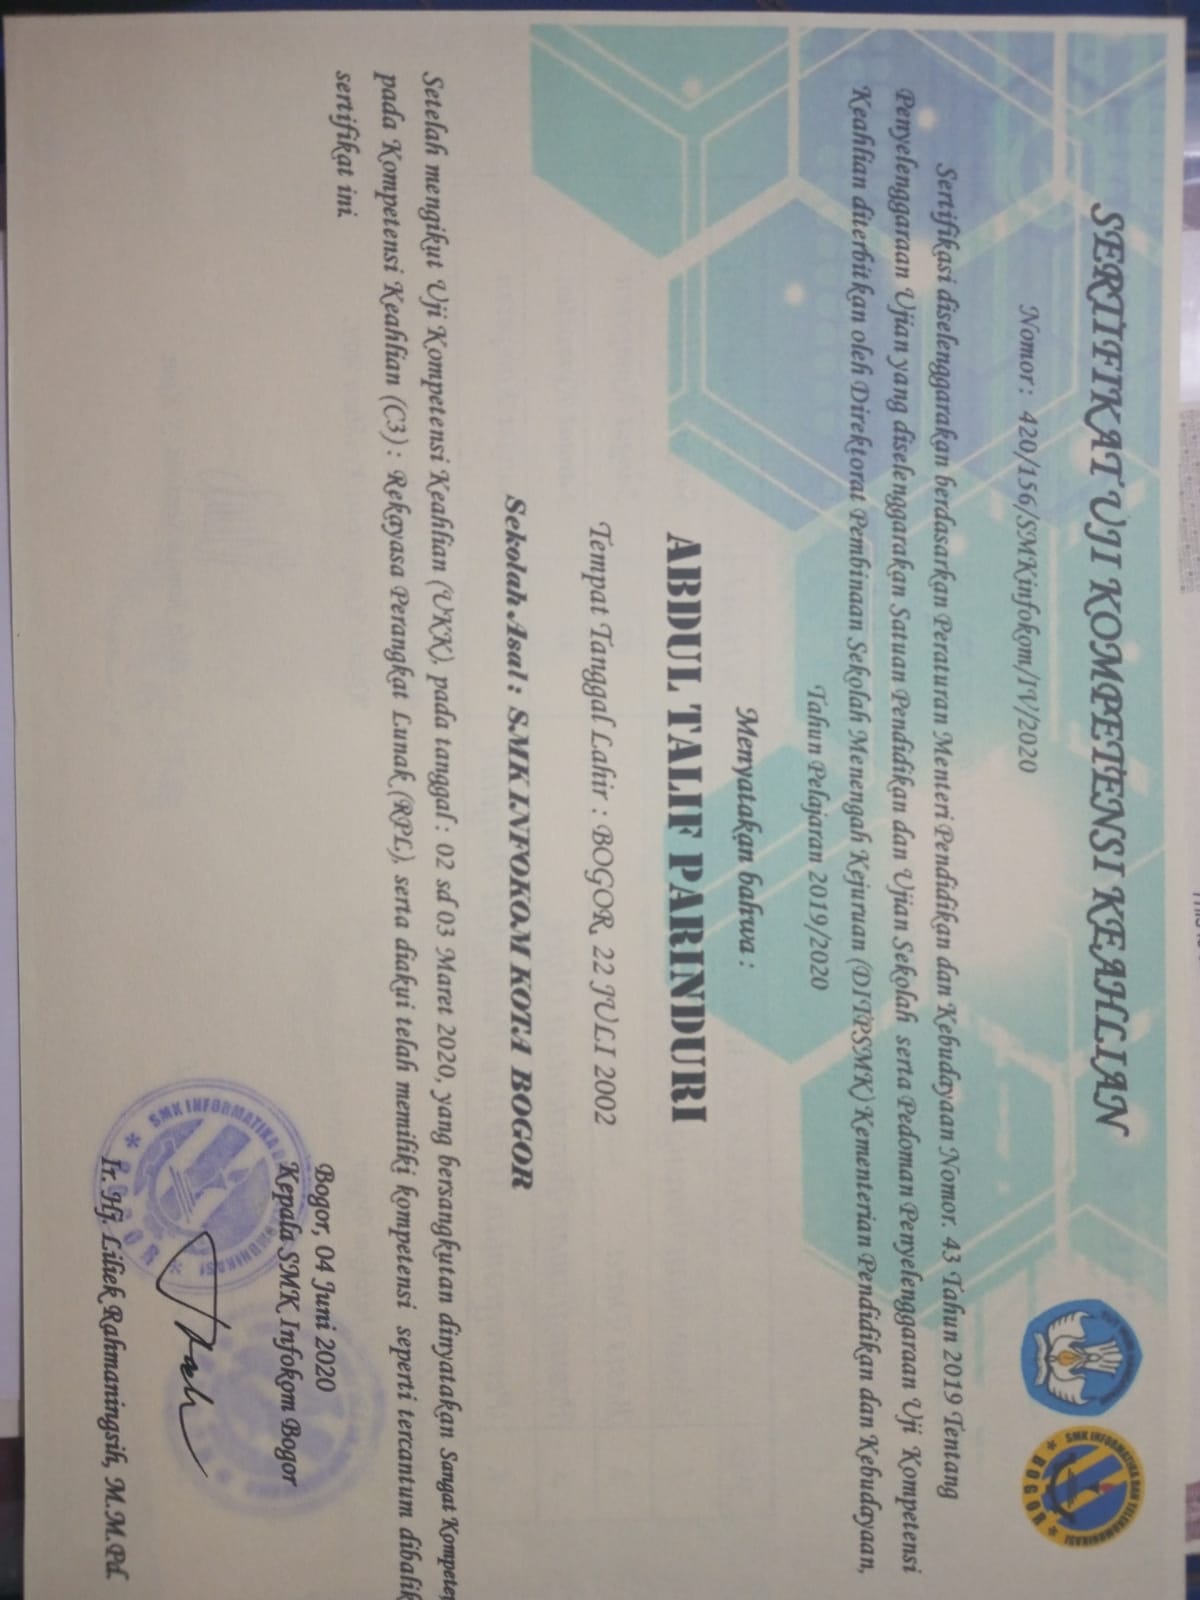 SERTIFIKAT UJI KOMPETENSI KEAHLIAN
Nomor : 420/156/SMKinfokom/IV/2020
SMK INFORMATIKA DAN TELEKOMUNIKASI
BOGOR
Sertifikasi diselenggarakan berdasarkan Peraturan Menteri Pendidikan dan Kebudayaan Nomor. 43 Tahun 2019 Tentang
Penyelenggaraan Ujian yang diselenggarakan Satuan Pendidikan dan Ujian Sekolah serta Pedoman Penyelenggaraan Uji Kompetensi
Keahlian diterbitkan oleh Direktorat Pembinaan Sekolah Menengah Kejuruan (DITPSMK) Kementerian Pendidikan dan Kebudayaan,
Tahun Pelajaran 2019/2020
Menyatakan bahwa :
ABDUL TALIF PARINDURI
Tempat Tanggal Lahir : BOGOR, 22 JULI 2002
Sekolah Asal : SMK INFOKOM KOTA BOGOR
Setelah mengikut Uji Kompetensi Keahlian (UKK), pada tanggal : 02 sd 03 Maret 2020, yang bersangkutan dinyatakan Sangat Kompete
pada Kompetensi Keahlian (C3) : Rekayasa Perangkat Lunak (RPL), serta diakui telah memiliki kompetensi seperti tercantum dibalik
sertifikat ini.
Bogor, 04 Juni 2020
Kepala SMK Infokom Bogor
SMK INFORMATIKA
BOGOR
Ir. Hj. Liliek Rahmaningsih, M.M.Pd.